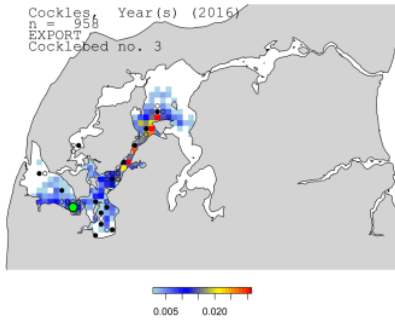 Cockles, Year(s) (2016)
n = 958
EXPORT
Cocklebed no. 3
0.005 0.020